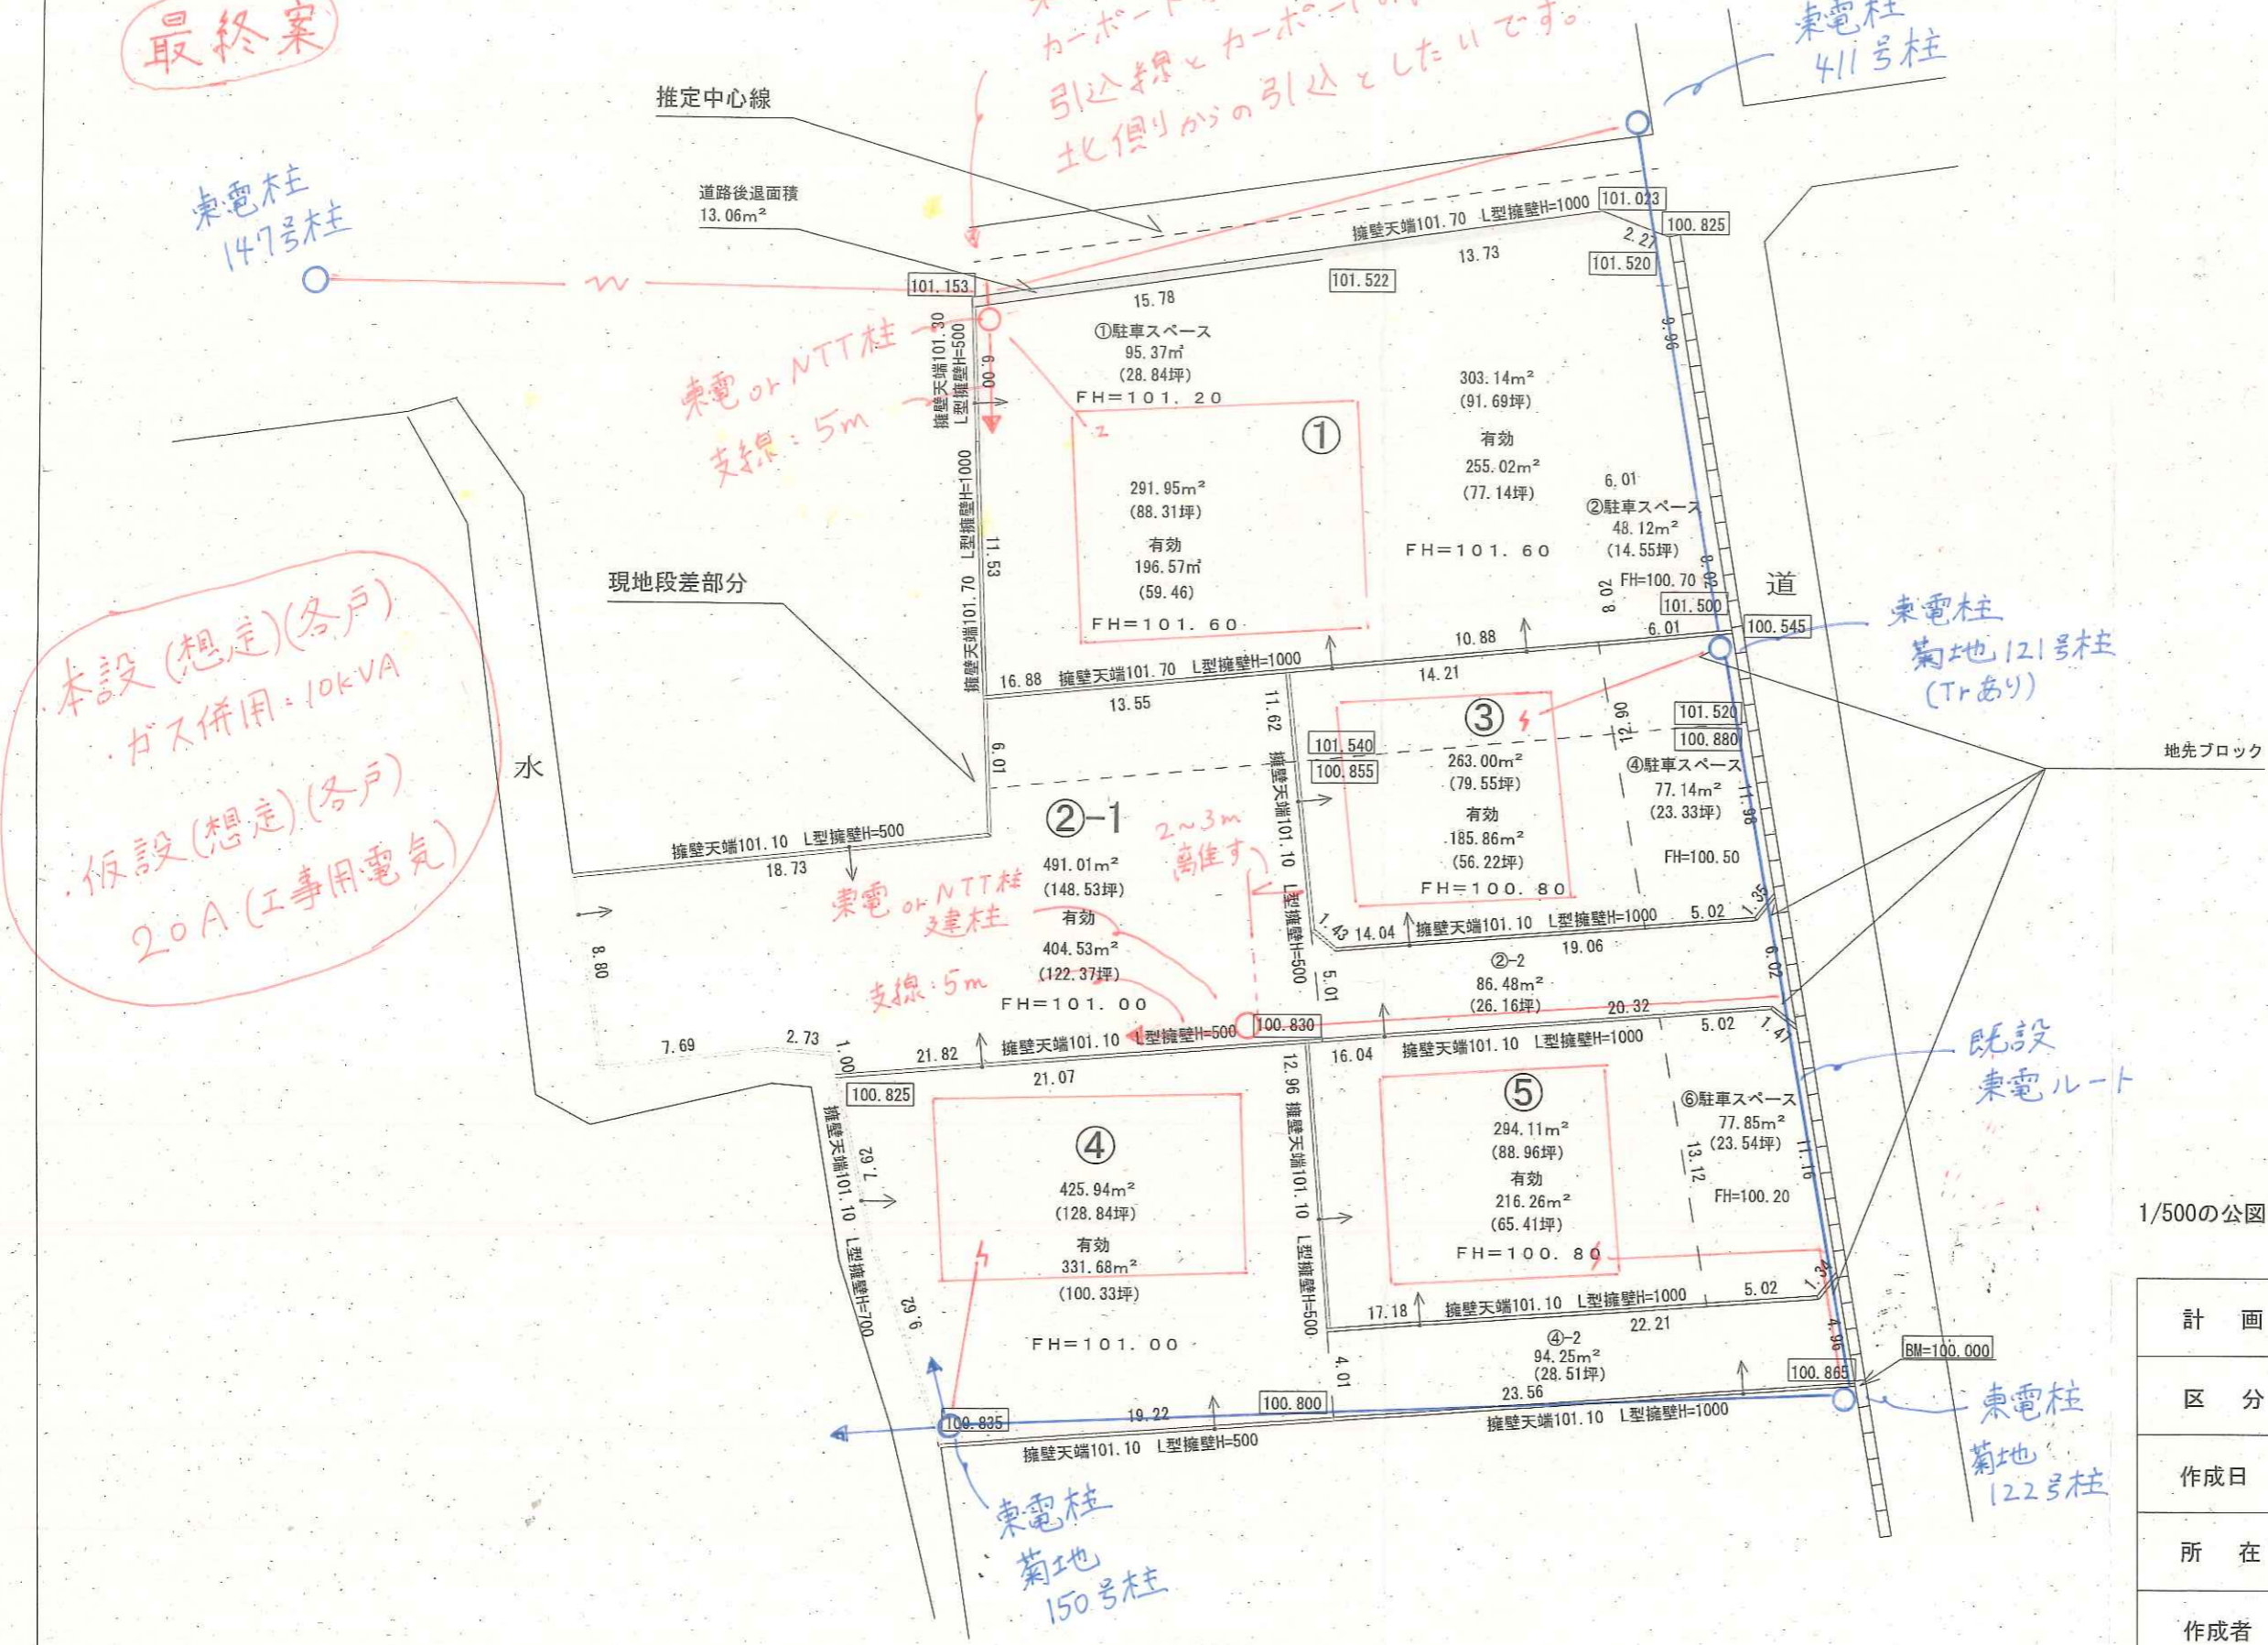 最終案
カーポート
引込線とカーポート
北側からの引込としたいです。
東電柱
411号柱
推定中心線
東電柱
147号柱
道路後退面積
13.06m²
擁壁天端101.70 L型擁壁H=1000
101.023
100.825
2.27
13.73
101.520
101.153
101.522
15.78
擁壁天端101.30
L型擁壁H=500
6.00
9.96
東電 or NTT柱
支線：5m
①駐車スペース
95.37㎡
(28.84坪)
FH=101.20
①
303.14m²
(91.69坪)
有効
255.02m²
(77.14坪)
FH=101.60
291.95m²
(88.31坪)
有効
196.57㎡
(59.46)
FH=101.60
擁壁天端101.70 L型擁壁H=1000
11.53
6.01
②駐車スペース
48.12m²
(14.55坪)
FH=100.70
8.02
8.02
101.500
6.01
100.545
道
現地段差部分
東電柱
菊地121号柱
(Trあり)
・本設(想定)(各戸)
・ガス併用：10kVA
・仮設(想定)(各戸)
20A(工事用電気)
水
16.88 擁壁天端101.70 L型擁壁H=1000
10.88
13.55
14.21
11.62
6.01
擁壁天端101.10 L型擁壁H=500
③
101.540
100.855
263.00m²
(79.55坪)
有効
185.86m²
(56.22坪)
FH=100.80
12.90
101.520
100.880
④駐車スペース
77.14m²
(23.33坪)
11.98
FH=100.50
地先ブロック
擁壁天端101.10 L型擁壁H=500
18.73
②-1
491.01m²
(148.53坪)
有効
404.53m²
(122.37坪)
FH=101.00
2~3m
離す
東電 or NTT柱
建柱
支線：5m
1.43
14.04
擁壁天端101.10 L型擁壁H=1000
5.02
1.35
19.06
6.02
8.80
5.01
②-2
86.48m²
(26.16坪)
20.32
100.830
7.69
2.73
1.00
21.82
擁壁天端101.10 L型擁壁H=500
21.07
16.04
擁壁天端101.10 L型擁壁H=1000
5.02
1.47
既設
東電ルート
100.825
擁壁天端101.10 L型擁壁H=700
7.62
9.62
④
425.94m²
(128.84坪)
有効
331.68m²
(100.33坪)
FH=101.00
12.96 擁壁天端101.10 L型擁壁H=500
⑤
294.11m²
(88.96坪)
有効
216.26m²
(65.41坪)
FH=100.80
⑥駐車スペース
77.85m²
(23.54坪)
13.12
11.16
FH=100.20
1/500の公図
17.18
擁壁天端101.10 L型擁壁H=1000
5.02
1.34
22.21
4.96
4.01
④-2
94.25m²
(28.51坪)
23.56
BM=100.000
100.865
100.800
100.835
19.22
擁壁天端101.10 L型擁壁H=500
擁壁天端101.10 L型擁壁H=1000
東電柱
菊地
122号柱
東電柱
菊地
150号柱
計 画
区 分
作成日
所 在
作成者